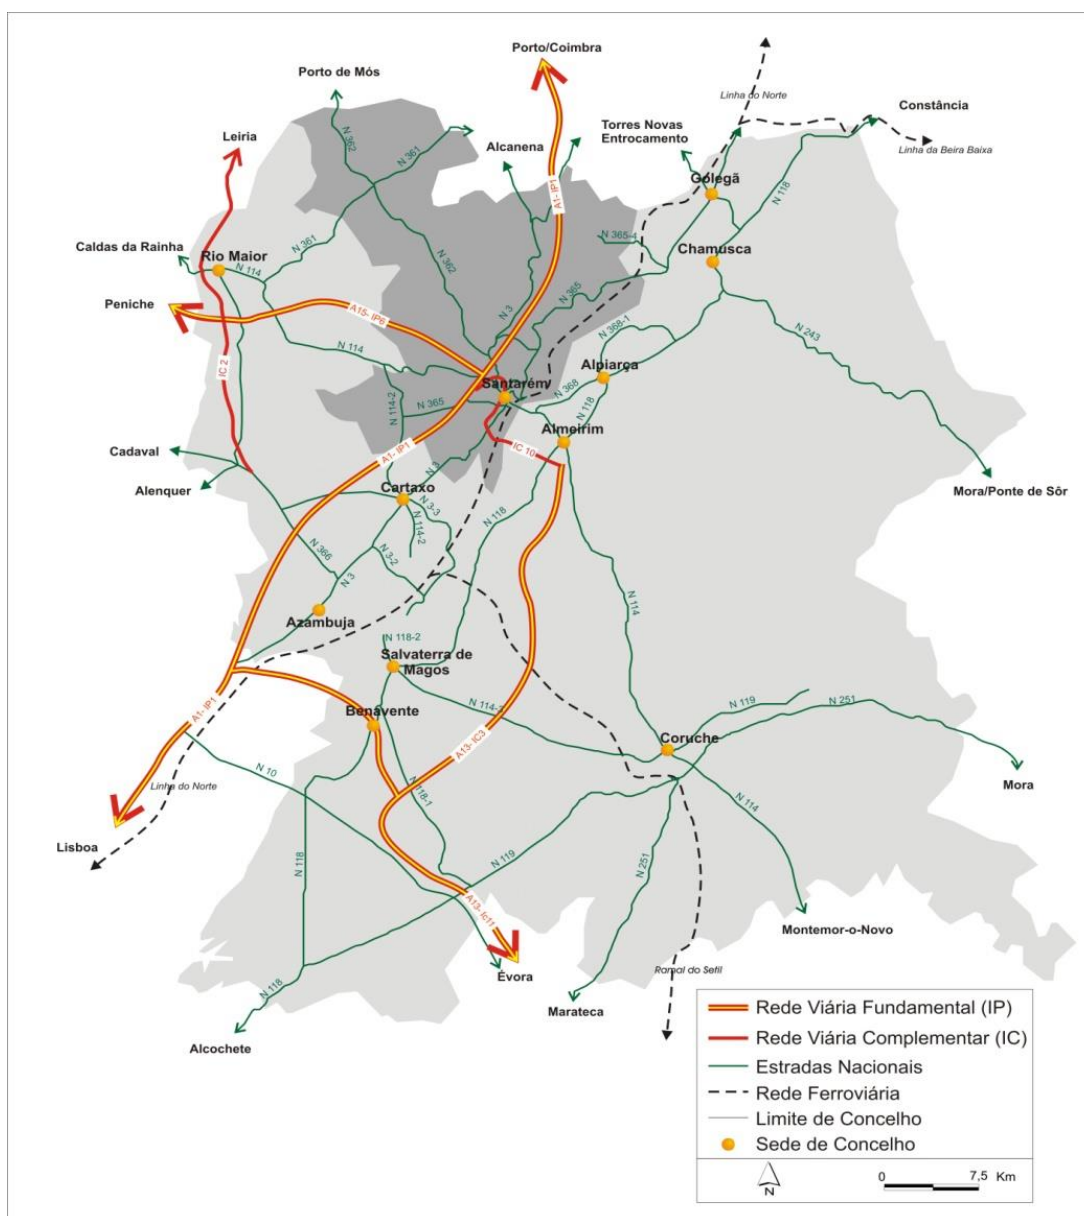 Porto/Coimbra
Porto de Mós
Linha do Norte
Constância
Torres Novas
Entrocamento
Leiria
N 362
N 361
Alcanena
Linha da Beira Baixa
Golegã
N 118
A1- IP1
Caldas da Rainha
Rio Maior
N 361
N 365-4
Chamusca
N 114
N 362
N 365
Peniche
A15- IP6
N 3
N 368-1
N 243
N 114
IC 2
Alpiarça
Santarém
N 368
N 118
N 114-2
N 365
Almeirim
A1- IP1
IC 10
Cadaval
N 3
Alenquer
Cartaxo
Mora/Ponte de Sôr
N 3-3
N 118
N 114-2
N 366
N 3-2
N 3
N 114
Azambuja
N 118-2
Salvaterra de
Magos
N 119
N 251
A1- IP1
Benavente
N 114-3
Coruche
A13- IC3
N 10
Linha do Norte
N 118-1
N 114
Mora
Lisboa
N 118
N 119
N 251
A13- Ic11
Montemor-o-Novo
Évora
Ramal do Setil
N 118
Marateca
Alcochete
Rede Viária Fundamental (IP)
Rede Viária Complementar (IC)
Estradas Nacionais
Rede Ferroviária
Limite de Concelho
Sede de Concelho
N
0 7,5 Km